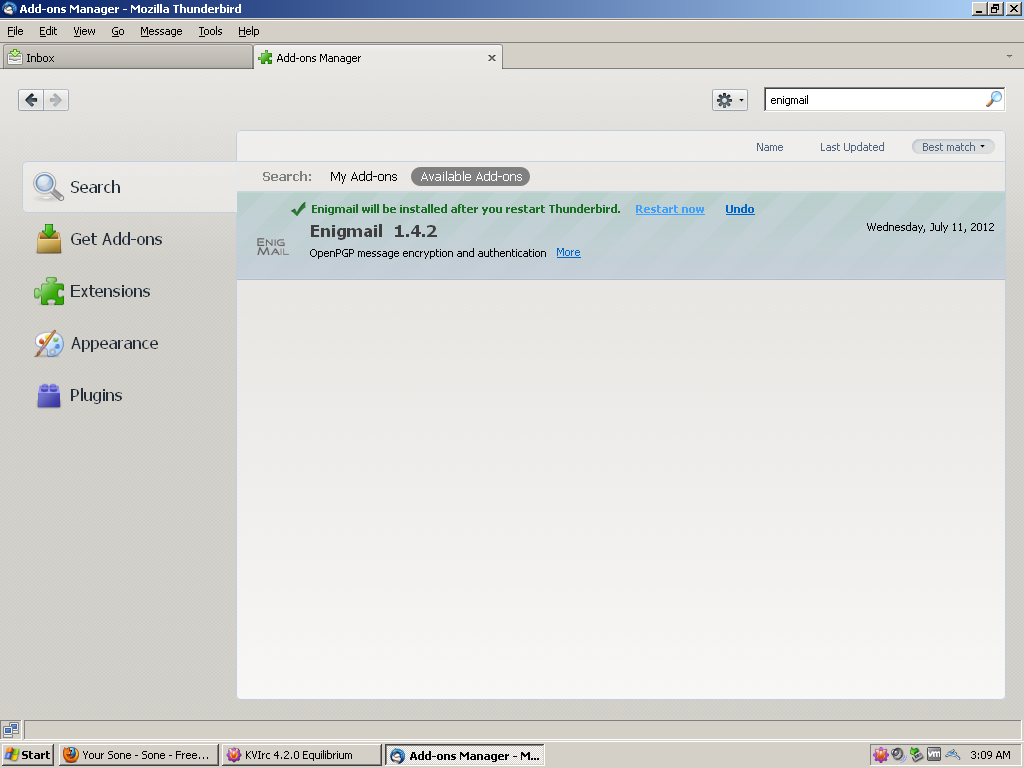 Add-ons Manager - Mozilla Thunderbird
File Edit View Go Message Tools Help
Inbox Add-ons Manager
enigmail
Name Last Updated Best match
Search: My Add-ons Available Add-ons
Search
Get Add-ons
Extensions
Appearance
Plugins
Enigmail will be installed after you restart Thunderbird. Restart now Undo
ENIG
MAIL
Enigmail 1.4.2
Wednesday, July 11, 2012
OpenPGP message encryption and authentication More
Start Your Sone - Sone - Free... KVIrc 4.2.0 Equilibrium Add-ons Manager - M... 3:09 AM